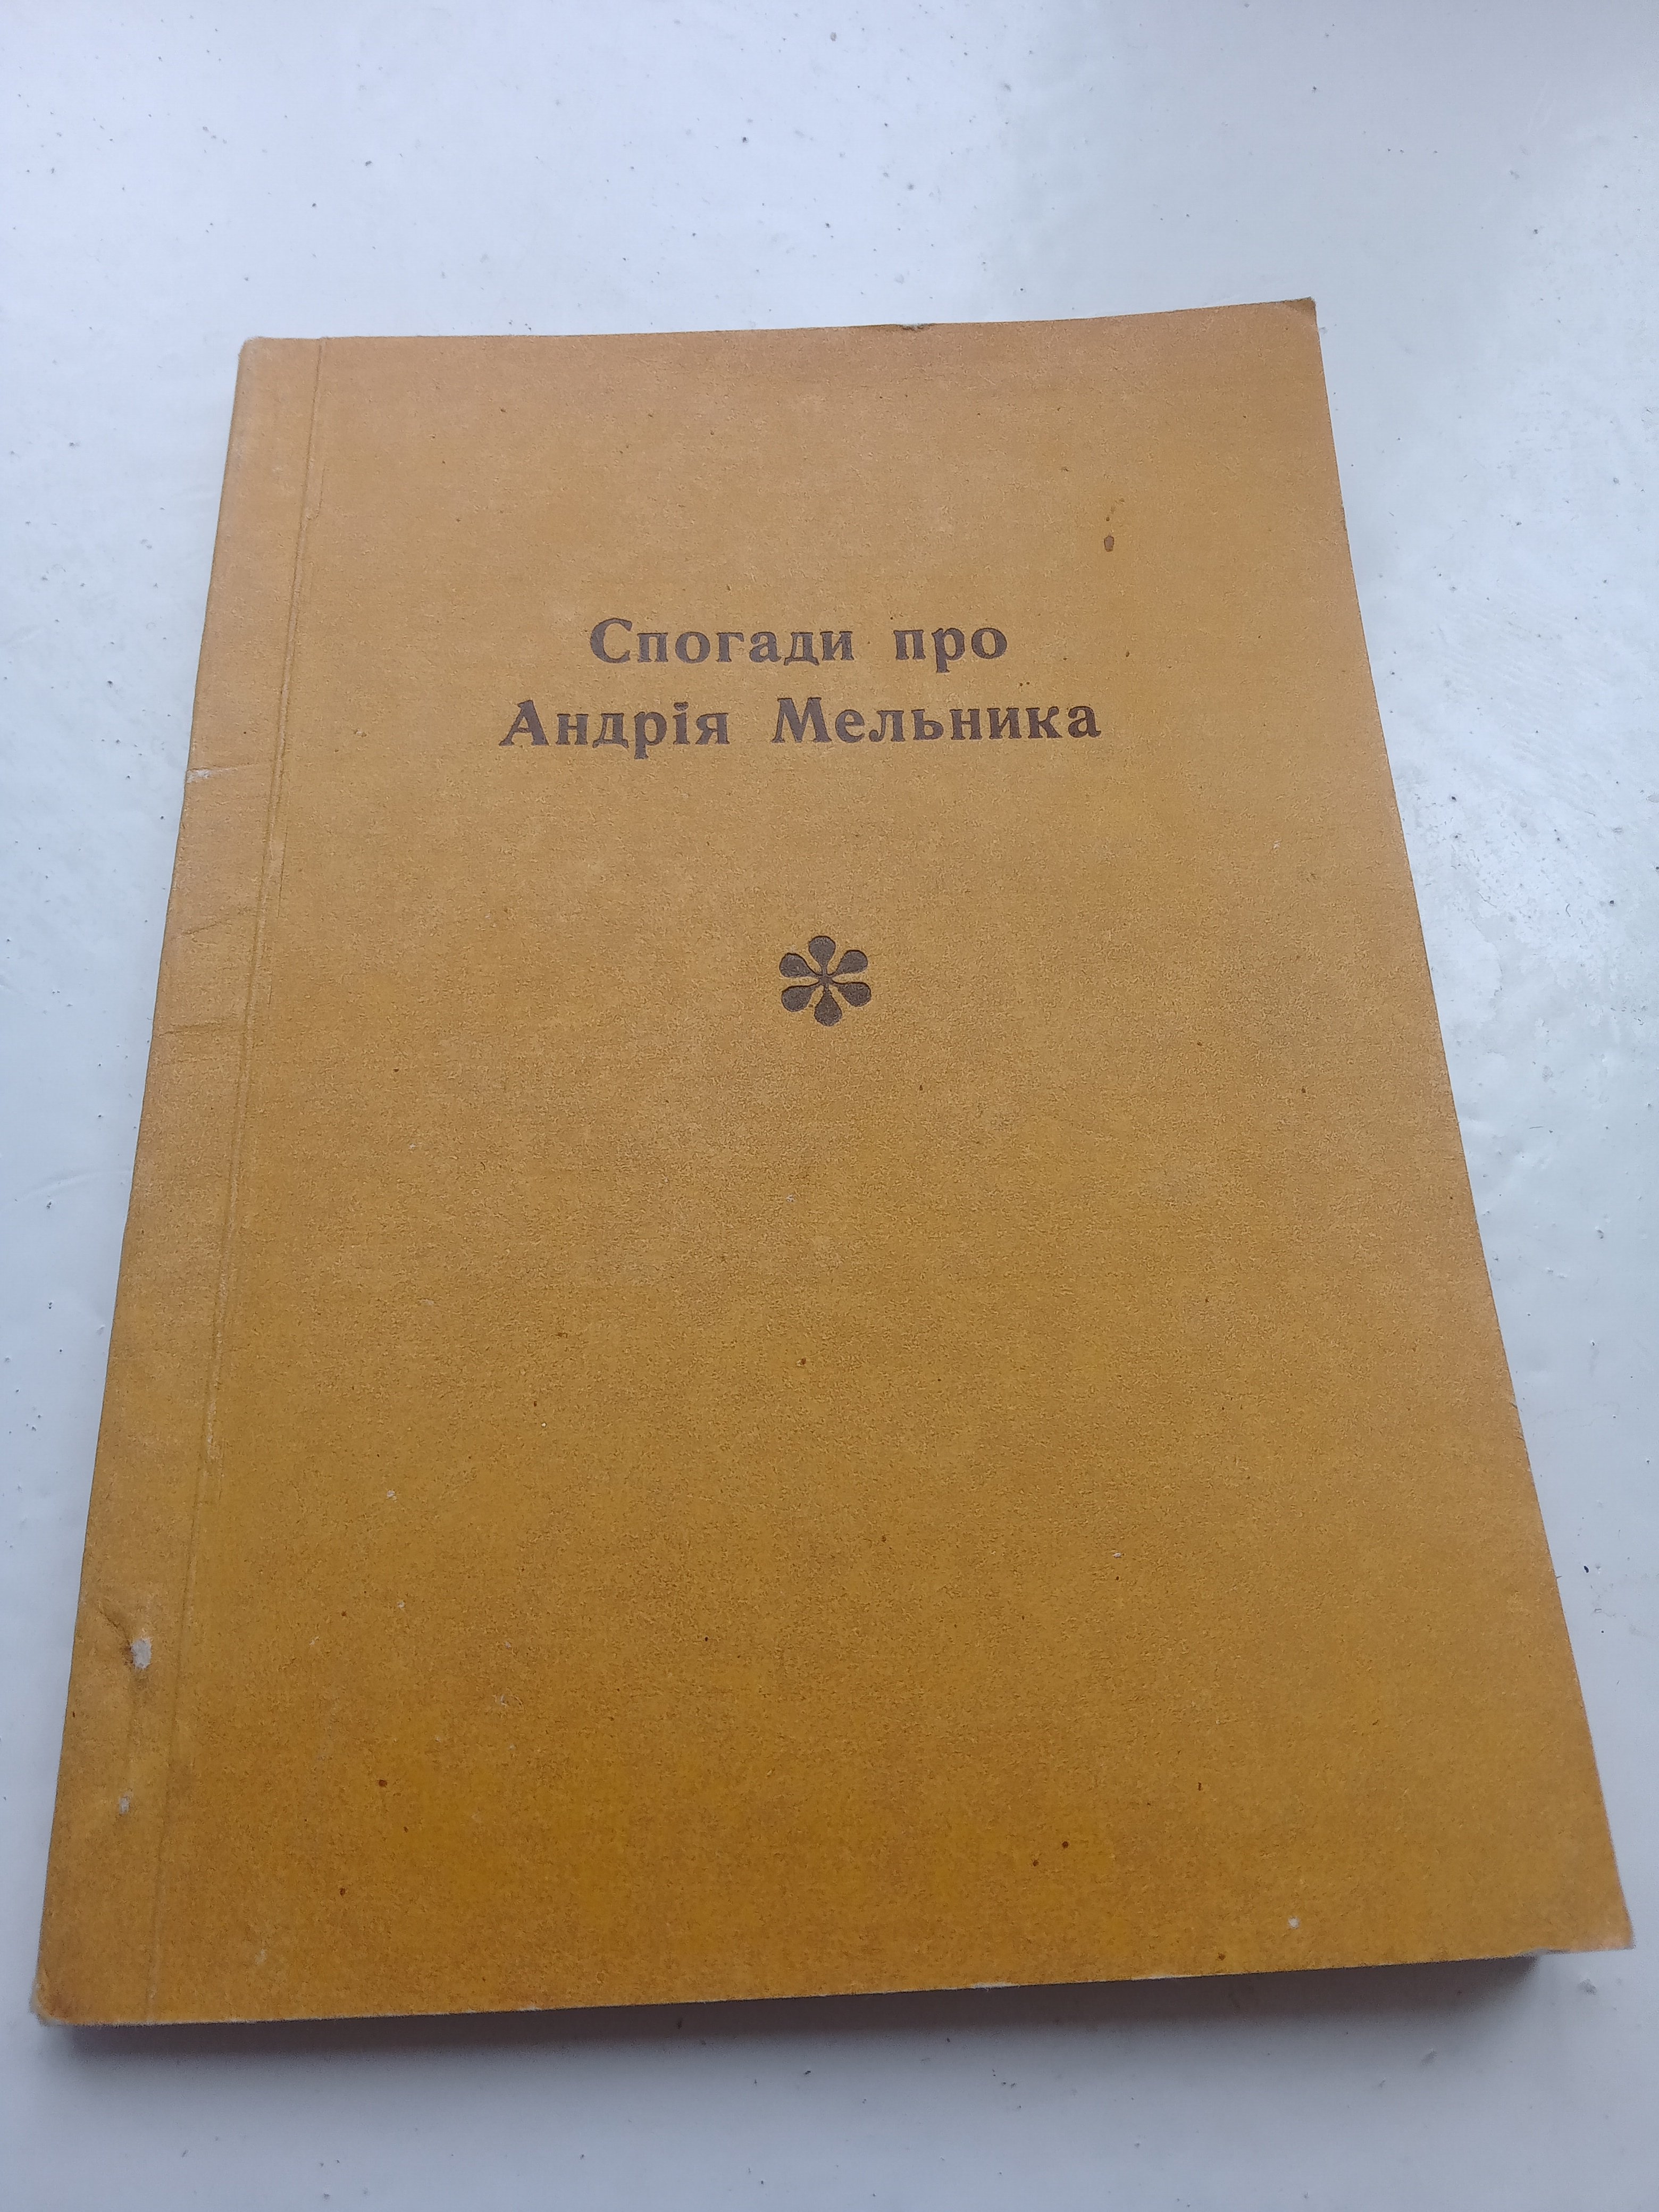 Спогади про
Андрія Мельника